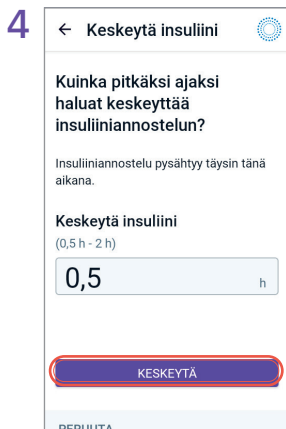 4
← Keskeytä insuliini
Kuinka pitkäksi ajaksi
haluat keskeyttää
insuliiniannostelun?
Insuliiniannostelu pysähtyy täysin tänä
aikana.
Keskeytä insuliini
(0,5 h - 2 h)
0,5 h
KESKEYTÄ
PERUUTA